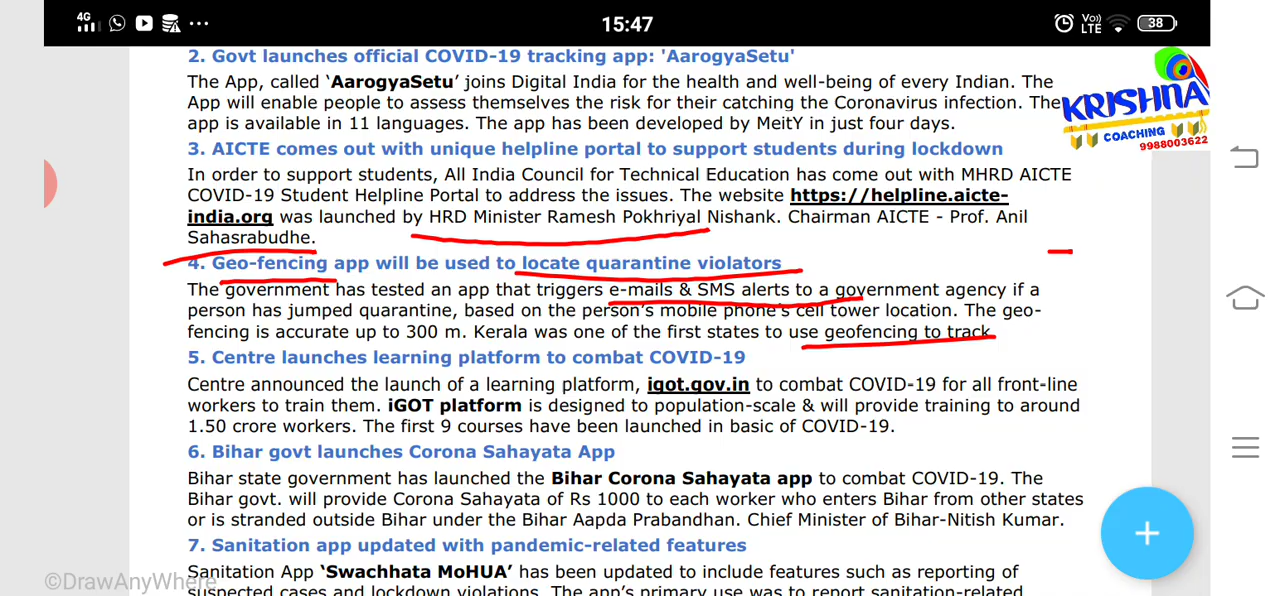 4G
15:47
Vo)
LTE
38
2. Govt launches official COVID-19 tracking app: 'AarogyaSetu'
The App, called ‘AarogyaSetu’ joins Digital India for the health and well-being of every Indian. The
App will enable people to assess themselves the risk for their catching the Coronavirus infection. The
app is available in 11 languages. The app has been developed by MeitY in just four days.
KRISHNA
COACHING
9988003622
3. AICTE comes out with unique helpline portal to support students during lockdown
In order to support students, All India Council for Technical Education has come out with MHRD AICTE
COVID-19 Student Helpline Portal to address the issues. The website https://helpline.aicte-
india.org was launched by HRD Minister Ramesh Pokhriyal Nishank. Chairman AICTE - Prof. Anil
Sahasrabudhe.
4. Geo-fencing app will be used to locate quarantine violators
The government has tested an app that triggers e-mails & SMS alerts to a government agency if a
person has jumped quarantine, based on the person’s mobile phone’s cell tower location. The geo-
fencing is accurate up to 300 m. Kerala was one of the first states to use geofencing to track
5. Centre launches learning platform to combat COVID-19
Centre announced the launch of a learning platform, igot.gov.in to combat COVID-19 for all front-line
workers to train them. iGOT platform is designed to population-scale & will provide training to around
1.50 crore workers. The first 9 courses have been launched in basic of COVID-19.
6. Bihar govt launches Corona Sahayata App
Bihar state government has launched the Bihar Corona Sahayata app to combat COVID-19. The
Bihar govt. will provide Corona Sahayata of Rs 1000 to each worker who enters Bihar from other states
or is stranded outside Bihar under the Bihar Aapda Prabandhan. Chief Minister of Bihar-Nitish Kumar.
7. Sanitation app updated with pandemic-related features
Sanitation App ‘Swachhata MoHUA’ has been updated to include features such as reporting of
suspected cases and lockdown violations. The app’s primary use was to report sanitation-related
©DrawAnyWhere